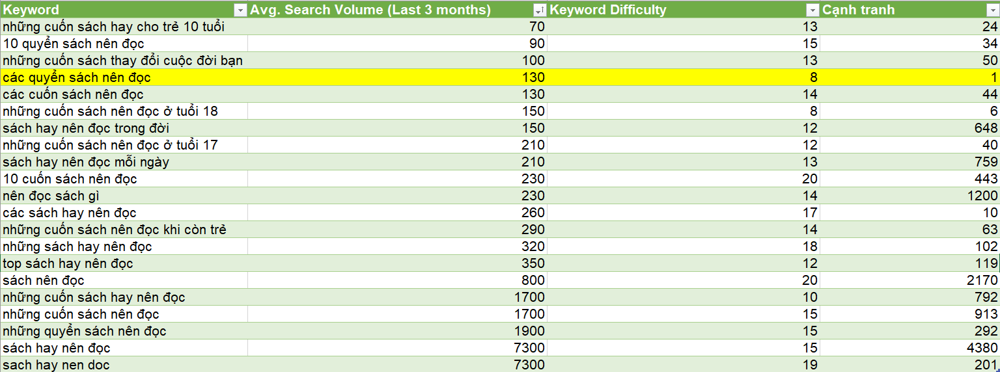 Keyword Avg. Search Volume (Last 3 months) Keyword Difficulty Cạnh tranh
những cuốn sách hay cho trẻ 10 tuổi 70 13 24
10 quyển sách nên đọc 90 15 34
những cuốn sách thay đổi cuộc đời bạn 100 13 50
các quyển sách nên đọc 130 8 1
các cuốn sách nên đọc 130 14 44
những cuốn sách nên đọc ở tuổi 18 150 8 6
sách hay nên đọc trong đời 150 12 648
những cuốn sách nên đọc ở tuổi 17 210 12 40
sách hay nên đọc mỗi ngày 210 13 759
10 cuốn sách nên đọc 230 20 443
nên đọc sách gì 230 14 1200
các sách hay nên đọc 260 17 10
những cuốn sách nên đọc khi còn trẻ 290 14 63
những sách hay nên đọc 320 18 102
top sách hay nên đọc 350 12 119
sách nên đọc 800 20 2170
những cuốn sách hay nên đọc 1700 10 792
những cuốn sách nên đọc 1700 15 913
những quyển sách nên đọc 1900 15 292
sách hay nên đọc 7300 15 4380
sach hay nen doc 7300 19 201